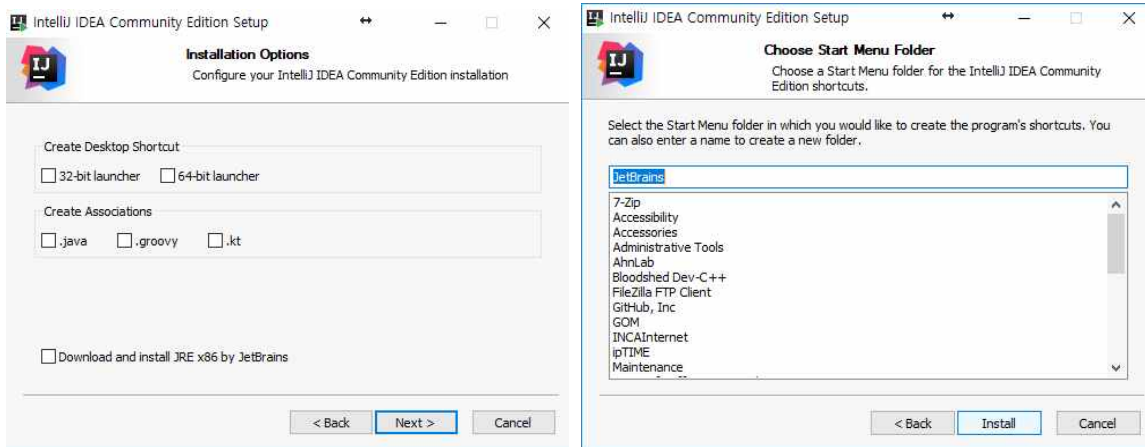 IntelliJ IDEA Community Edition Setup
Installation Options
Configure your IntelliJ IDEA Community Edition installation
Create Desktop Shortcut
32-bit launcher 64-bit launcher
Create Associations
.java .groovy .kt
Download and install JRE x86 by JetBrains
< Back Next > Cancel
IntelliJ IDEA Community Edition Setup
Choose Start Menu Folder
Choose a Start Menu folder for the IntelliJ IDEA Community
Edition shortcuts.
Select the Start Menu folder in which you would like to create the program's shortcuts. You
can also enter a name to create a new folder.
JetBrains
7-Zip
Accessibility
Accessories
Administrative Tools
AhnLab
Bloodshed Dev-C++
FileZilla FTP Client
GitHub, Inc
GOM
INCAInternet
ipTIME
Maintenance
< Back Install Cancel